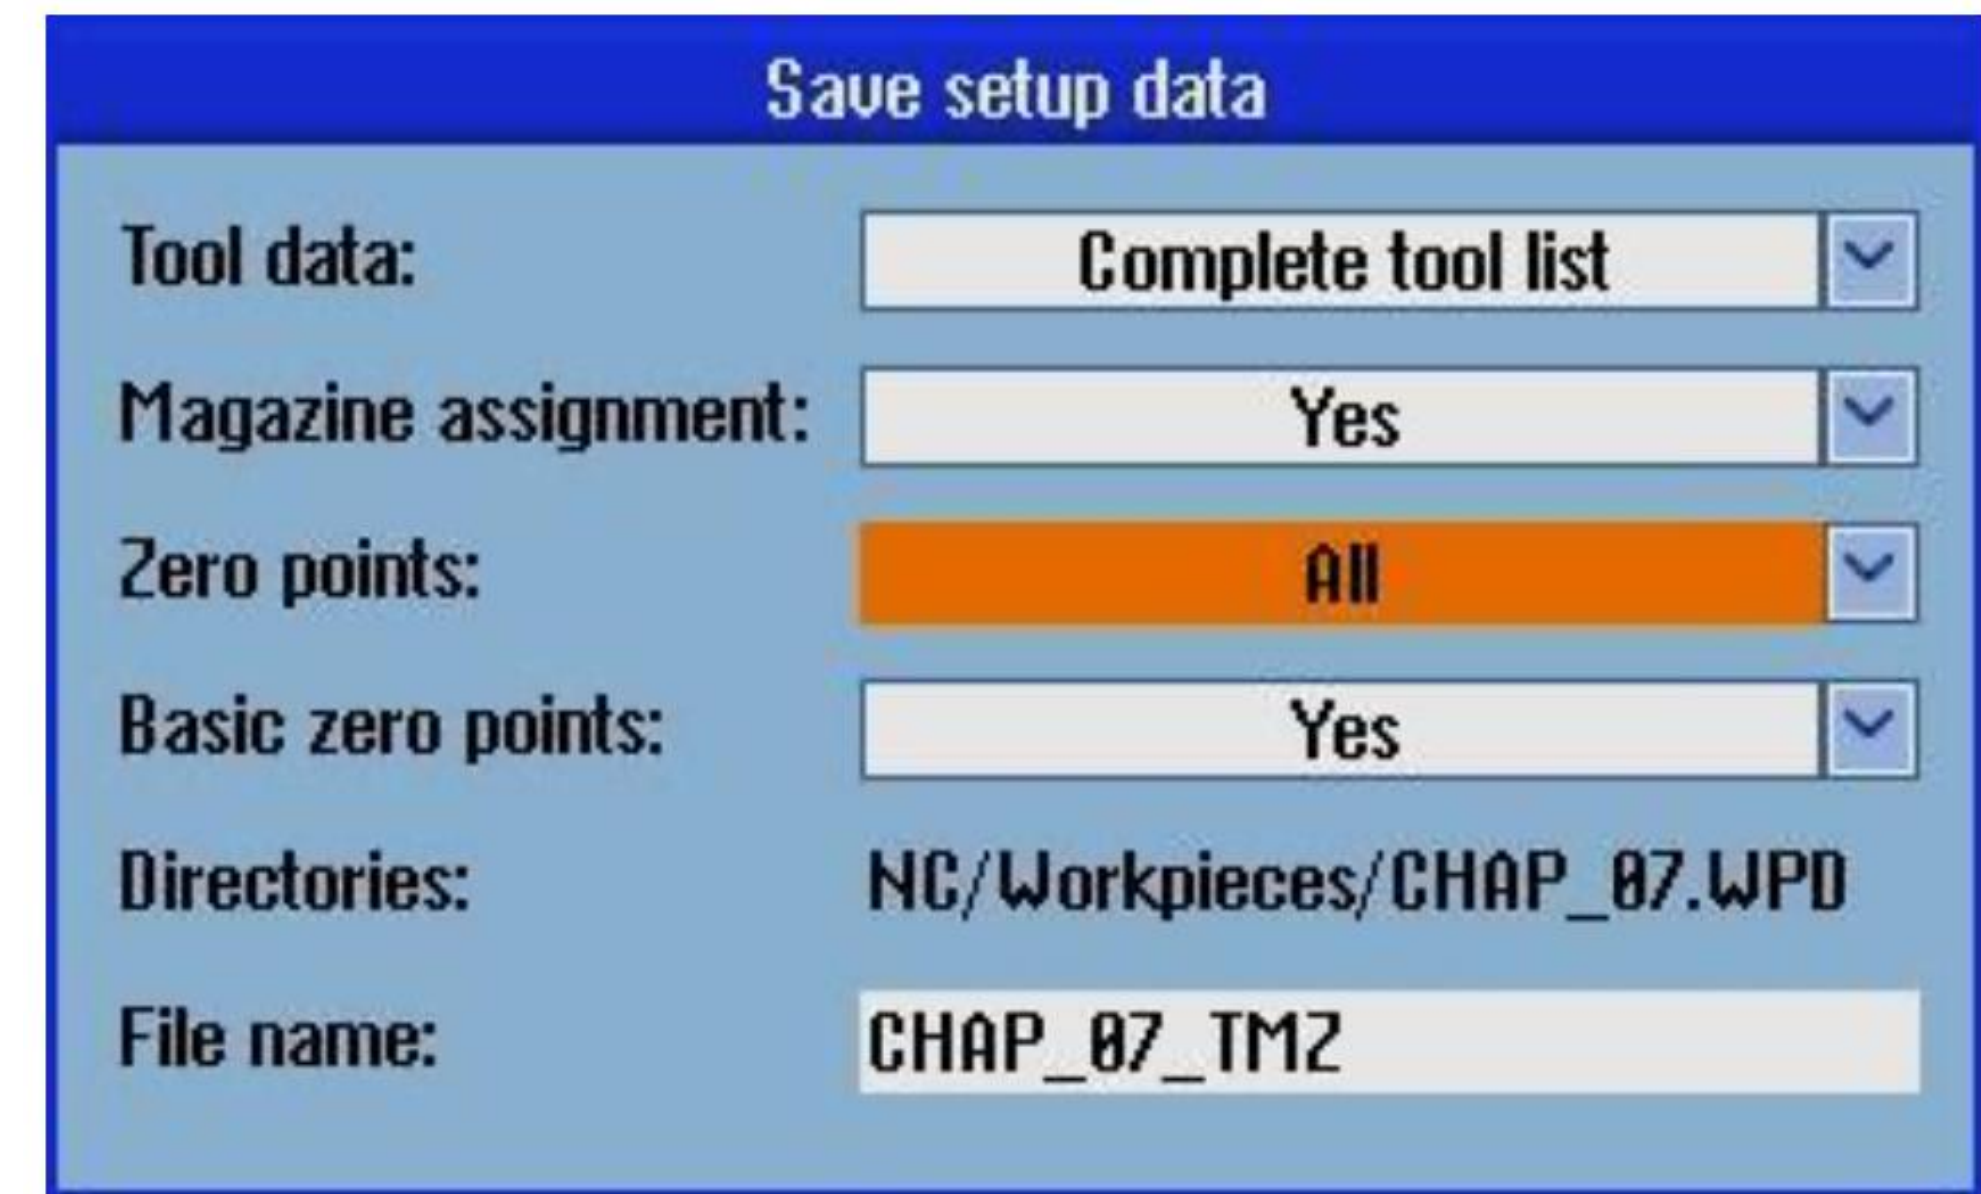 Save setup data
Tool data: Complete tool list
Magazine assignment: Yes
Zero points: All
Basic zero points: Yes
Directories: NC/Workpieces/CHAP_07.WPD
File name: CHAP_07_TMZ